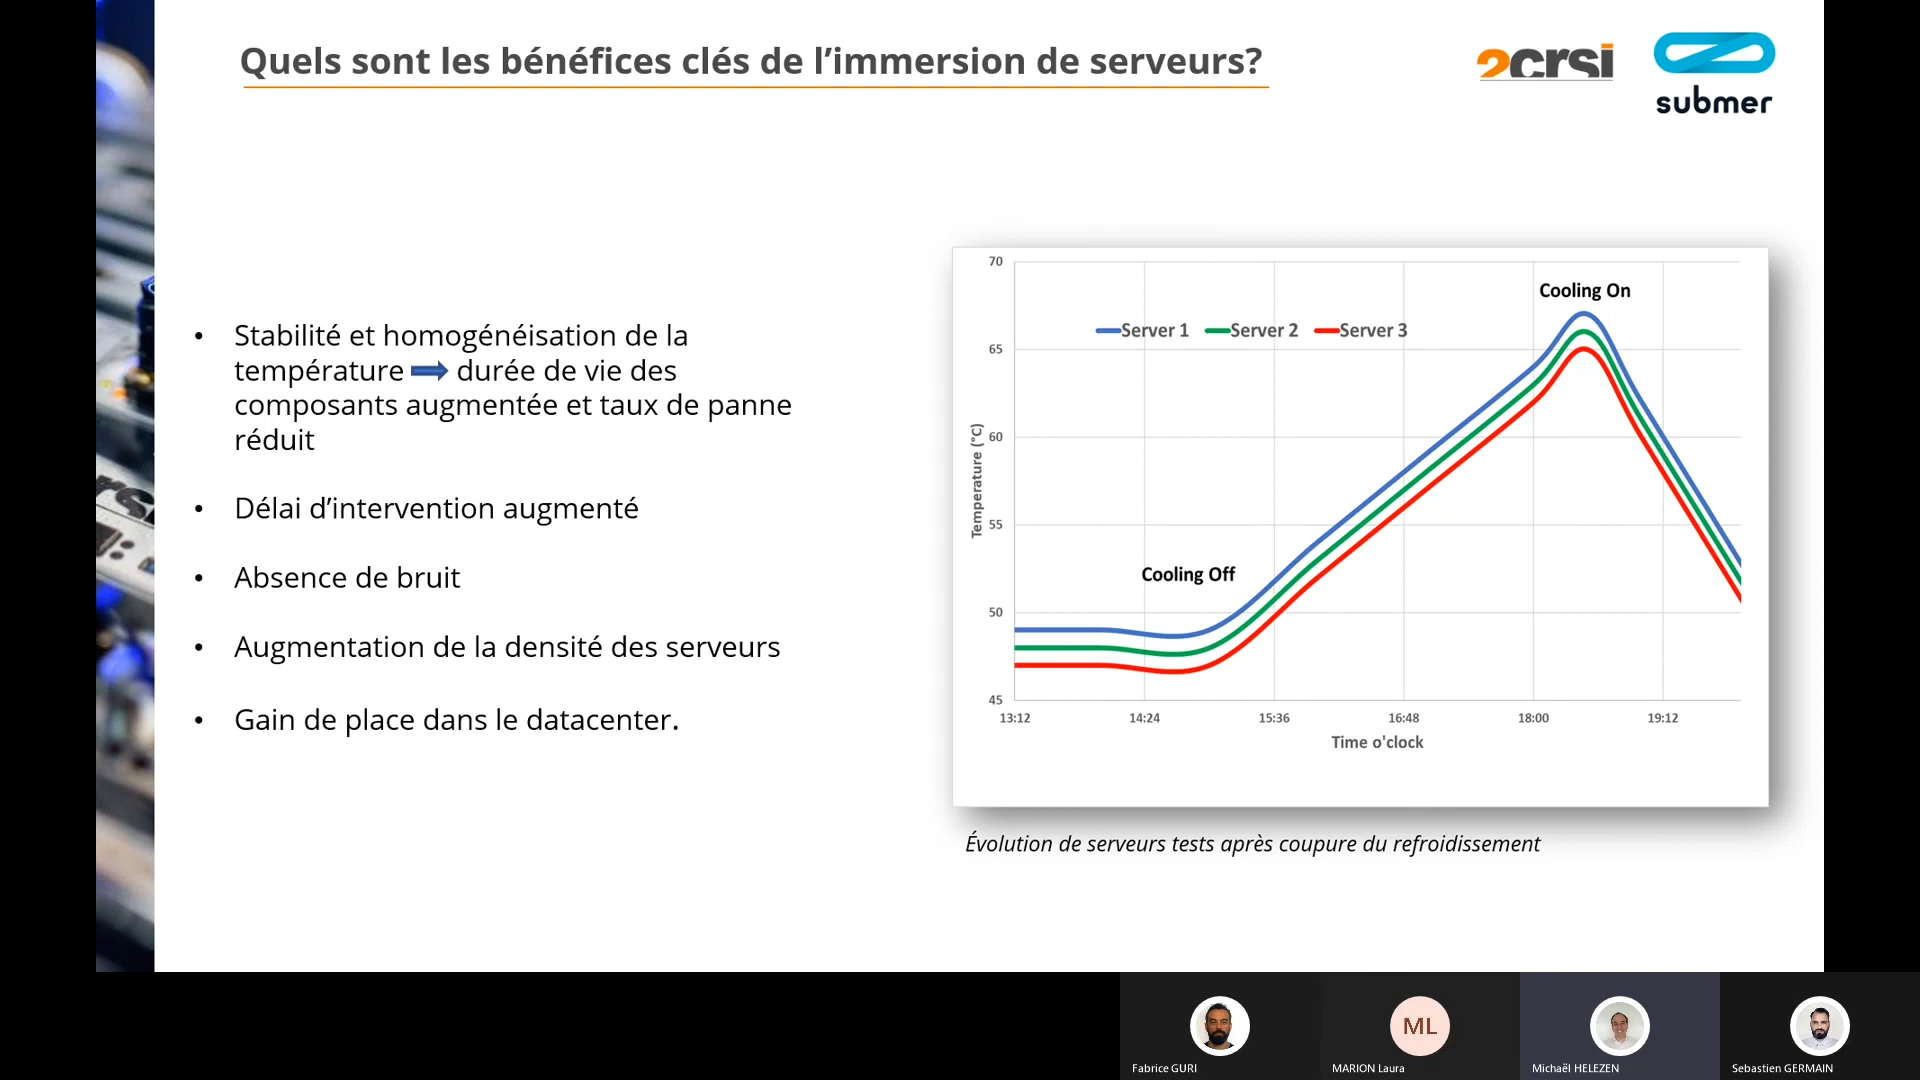 Quels sont les bénéfices clés de l’immersion de serveurs?
2crsi
submer
• Stabilité et homogénéisation de la
température durée de vie des
composants augmentée et taux de panne
réduit
• Délai d’intervention augmenté
• Absence de bruit
• Augmentation de la densité des serveurs
• Gain de place dans le datacenter.
70
65
60
55
50
45
Temperature (°C)
Cooling On
Server 1 Server 2 Server 3
Cooling Off
13:12 14:24 15:36 16:48 18:00 19:12
Time o'clock
Évolution de serveurs tests après coupure du refroidissement
ML
Fabrice GURI
MARION Laura
Michaël HELEZEN
Sebastien GERMAIN